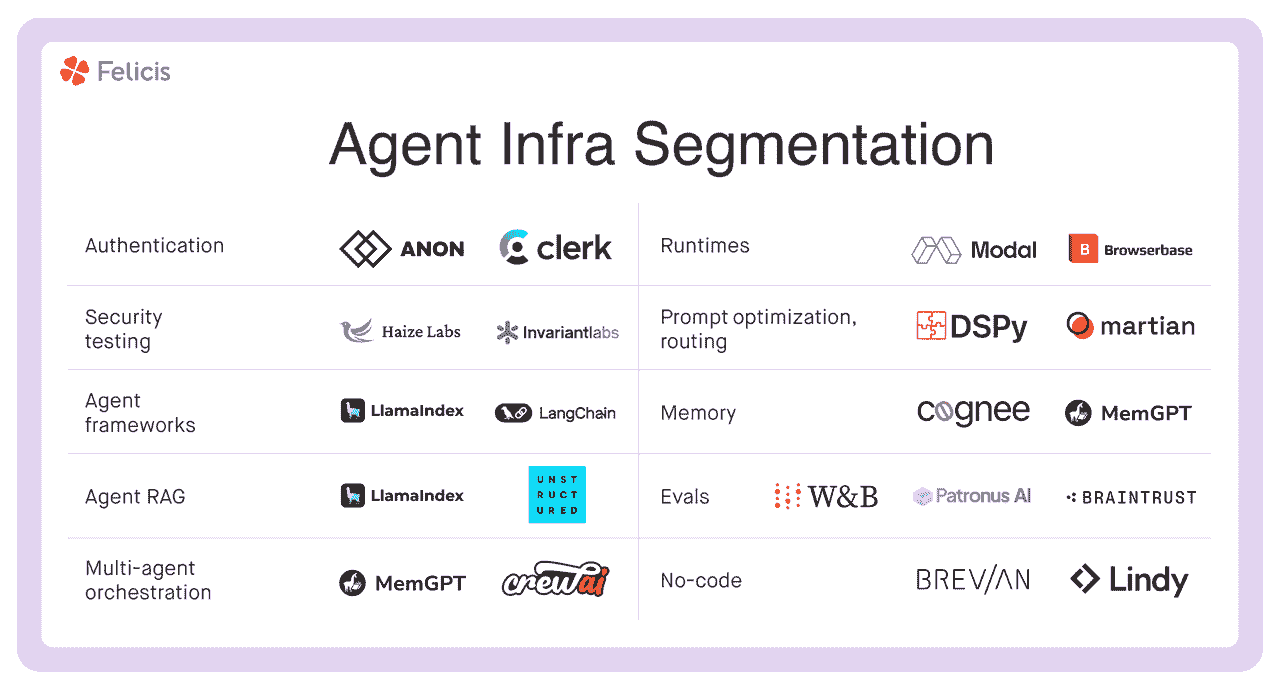 Felicis
Agent Infra Segmentation
Authentication
ANON
clerk
Security
testing
Haize Labs
Invariantlabs
Agent
frameworks
LlamaIndex
LangChain
Agent RAG
LlamaIndex
UNST
RUCT
URED
Multi-agent
orchestration
MemGPT
crewai
Runtimes
Modal
B
Browserbase
Prompt optimization,
routing
DSPy
martian
Memory
cognee
MemGPT
Evals
W&B
Patronus AI
BRAINTRUST
No-code
BREVIAN
Lindy